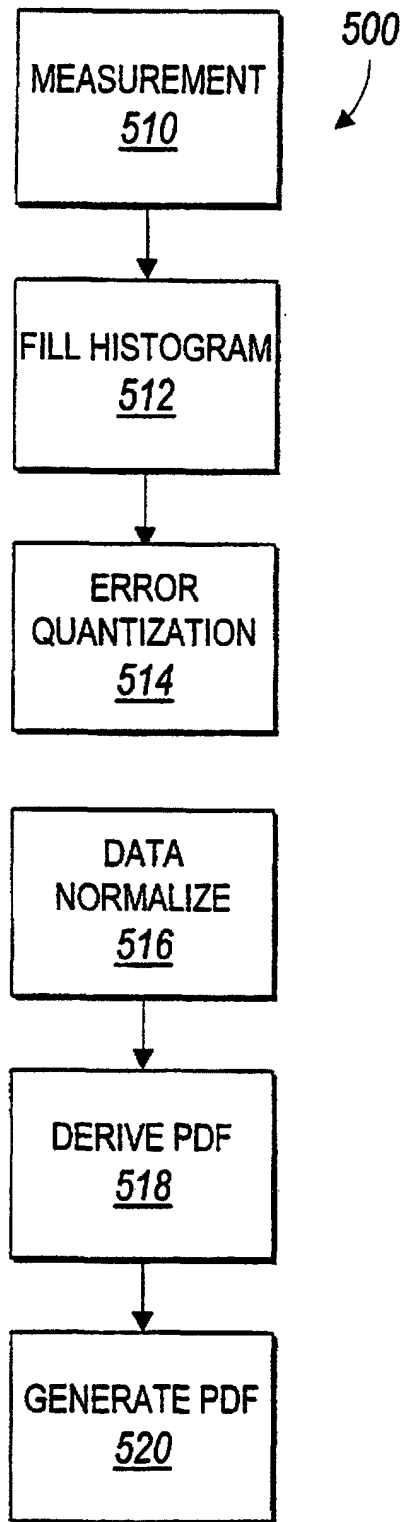 500
MEASUREMENT
510
FILL HISTOGRAM
512
ERROR
QUANTIZATION
514
DATA
NORMALIZE
516
DERIVE PDF
518
GENERATE PDF
520